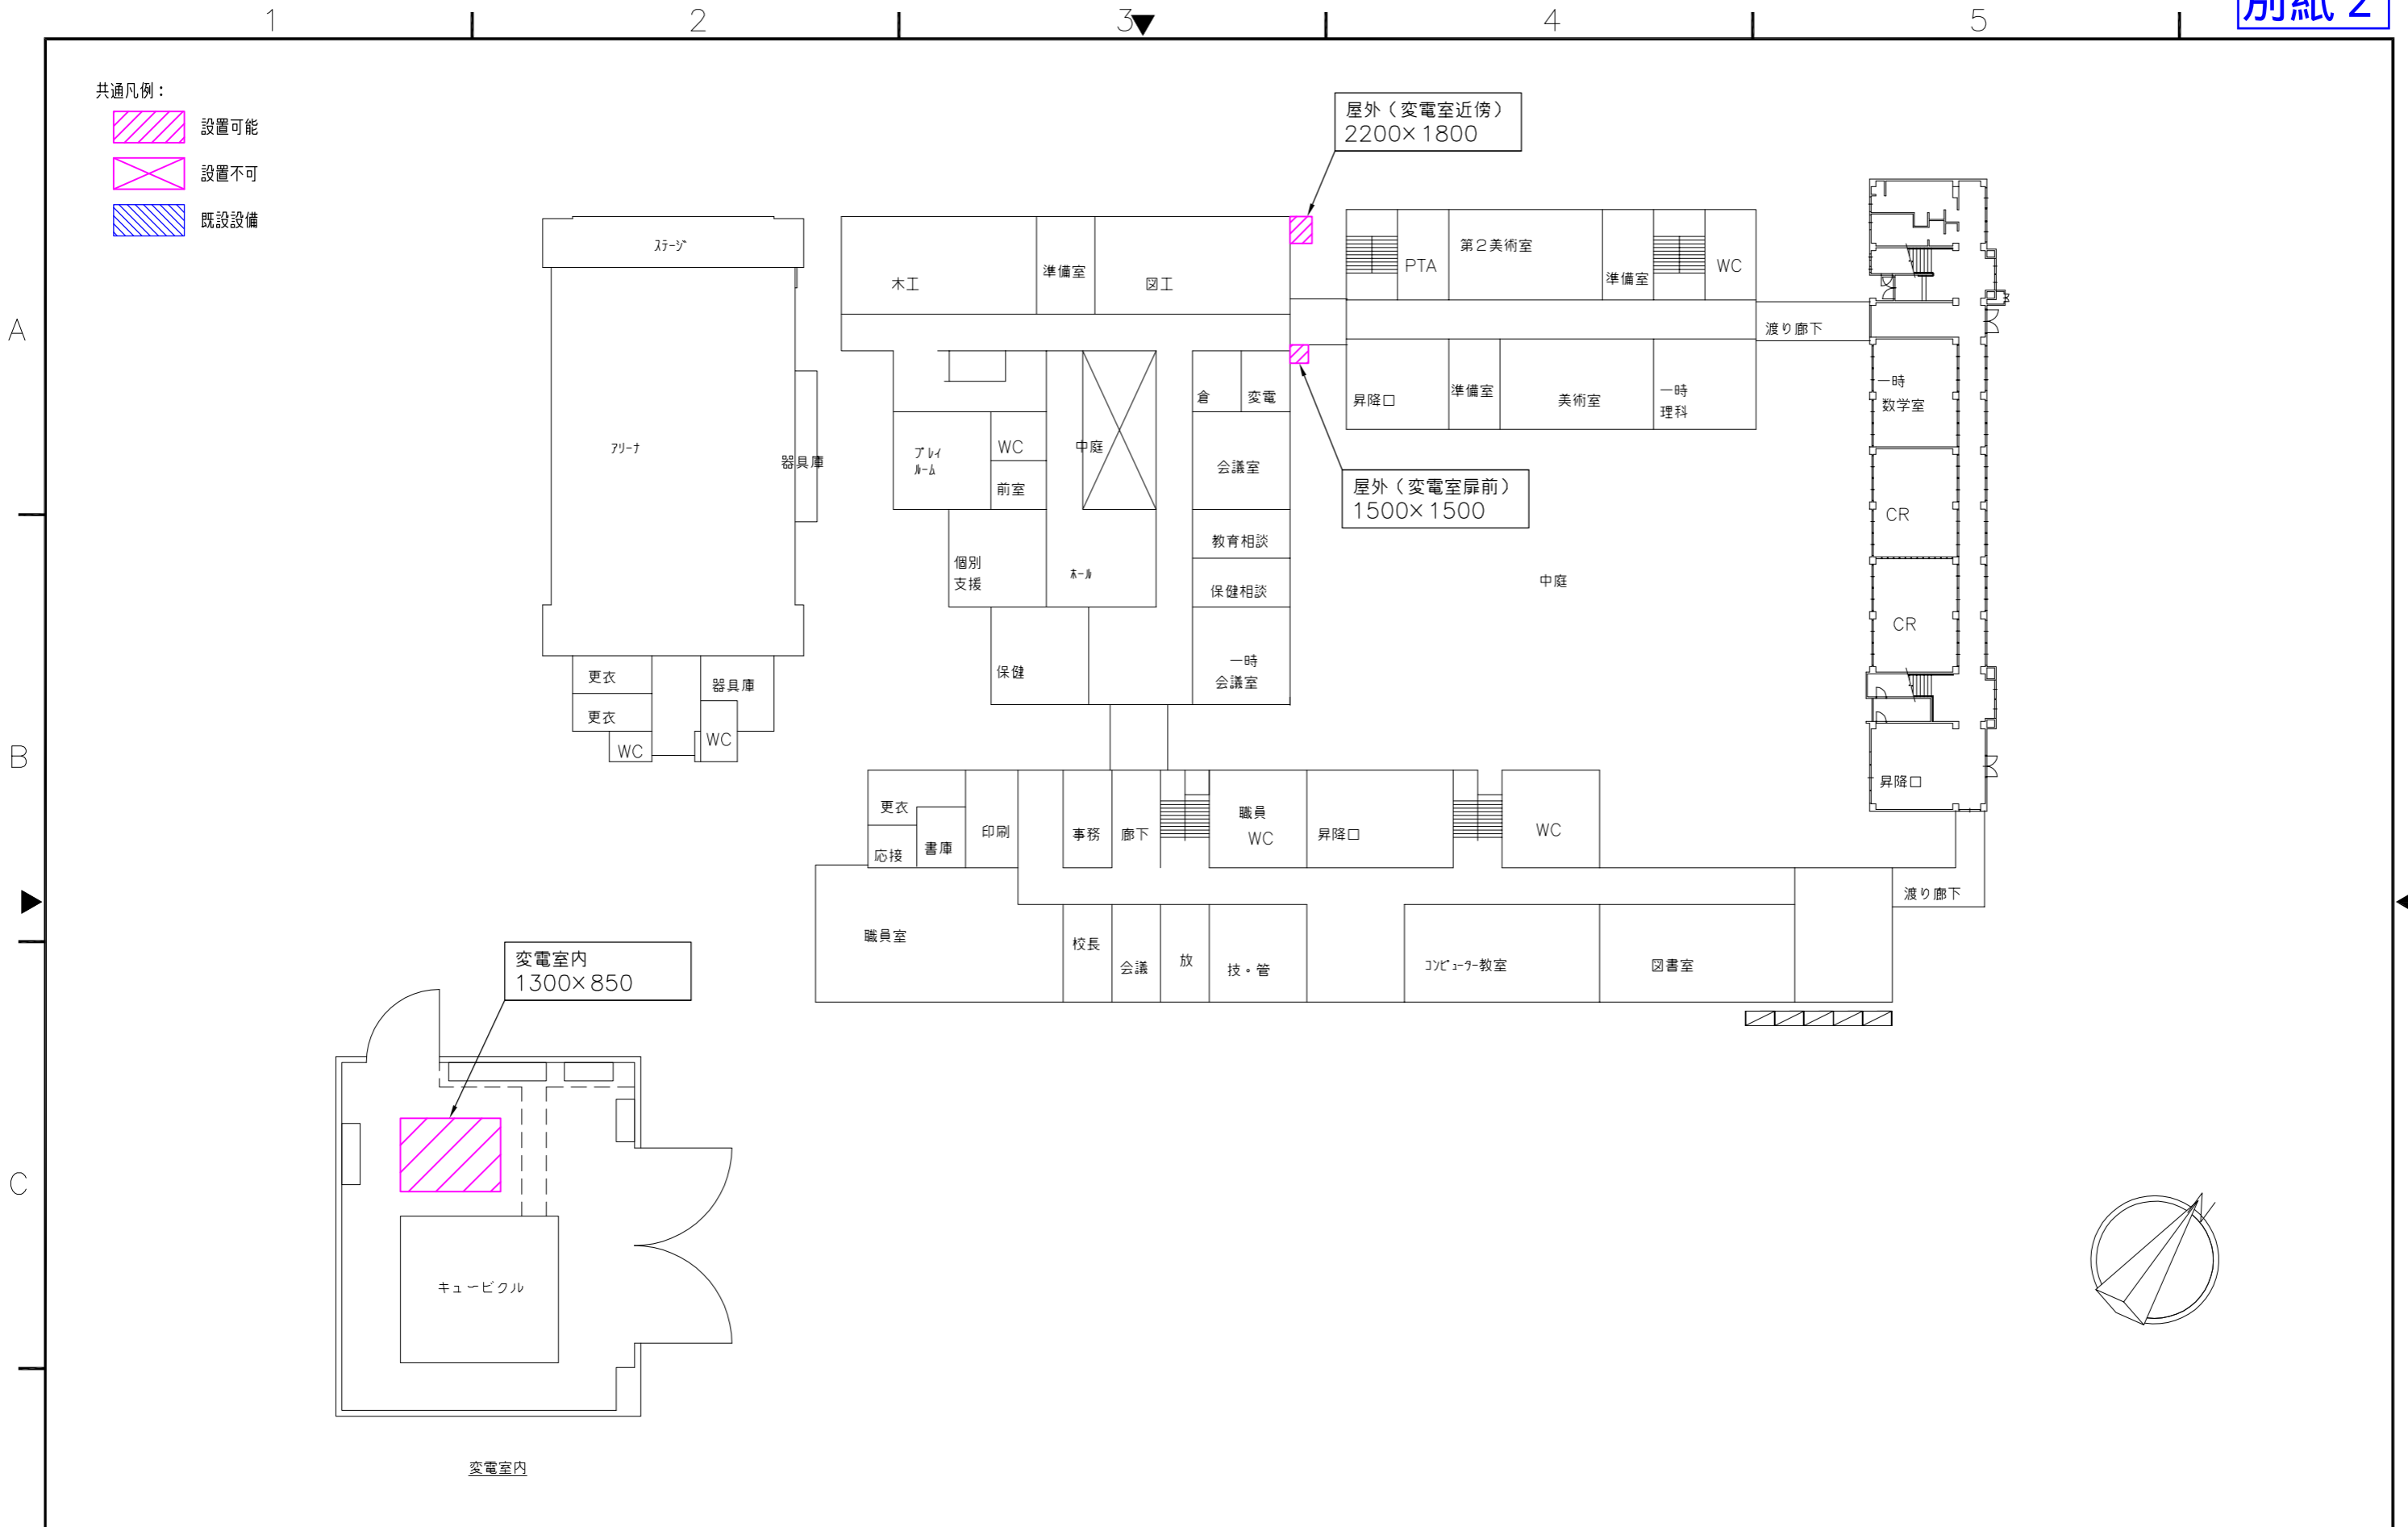 別紙2
1
2
3
4
5
A
B
C
共通凡例：
設置可能
設置不可
既設設備
屋外（変電室近傍）
2200×1800
ステージ
アリーナ
器具庫
更衣
更衣
WC
器具庫
WC
木工
準備室
図工
プレイ
ルーム
WC
前室
中庭
倉
変電
会議室
教育相談
保健相談
個別
支援
ホール
保健
一時
会議室
PTA
第2美術室
準備室
WC
渡り廊下
昇降口
準備室
美術室
一時
理科
屋外（変電室扉前）
1500×1500
中庭
一時
数学室
CR
CR
昇降口
更衣
応接
書庫
印刷
事務
廊下
職員
WC
昇降口
WC
渡り廊下
職員室
校長
会議
放
技・管
コンピューター教室
図書室
変電室内
1300×850
キュービクル
変電室内